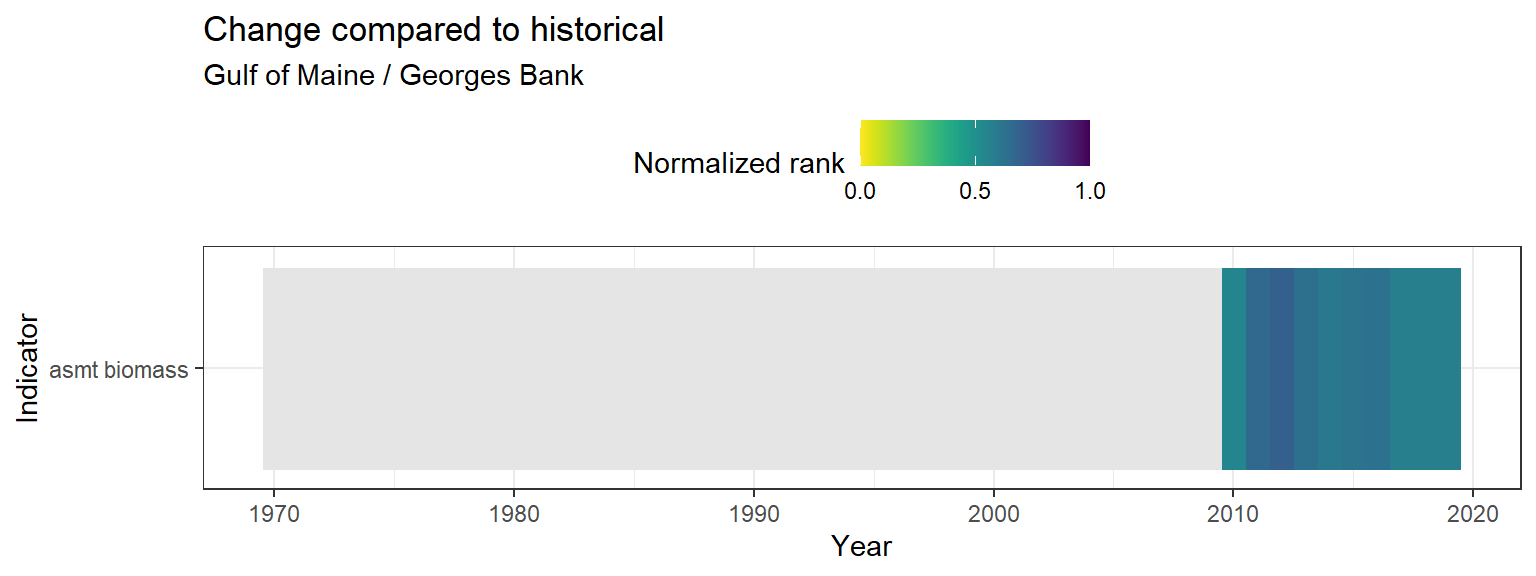 Change compared to historical
Gulf of Maine / Georges Bank
Normalized rank
0.0 0.5 1.0
Indicator
asmt biomass
1970 1980 1990 2000 2010 2020
Year